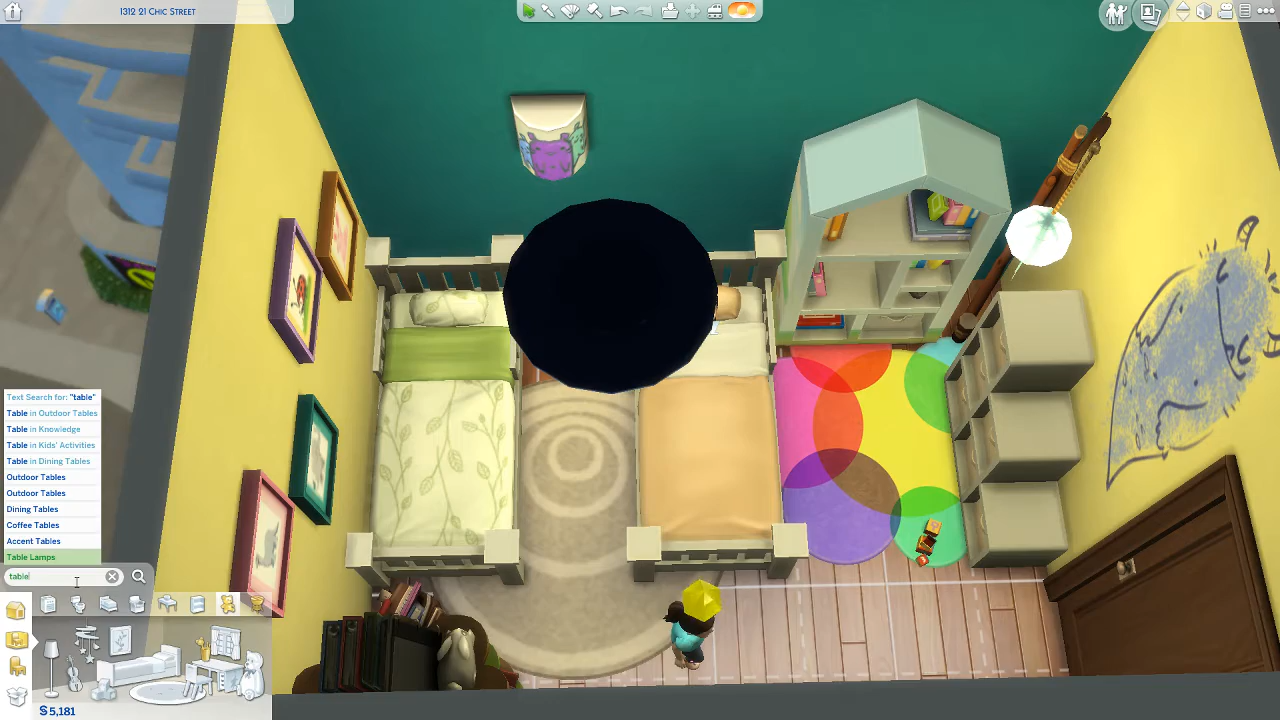 1312 21 CHIC STREET
Text Search for: "table"
Table in Outdoor Tables
Table in Knowledge
Table in Kids' Activities
Table in Dining Tables
Outdoor Tables
Outdoor Tables
Dining Tables
Coffee Tables
Accent Tables
Table Lamps
table
§5,181